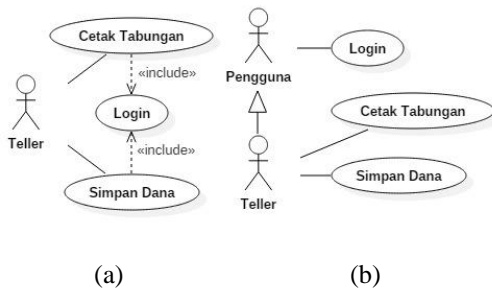 Cetak Tabungan
«include»
Login
Teller
«include»
Simpan Dana
(a)
Pengguna
Login
Cetak Tabungan
Teller
Simpan Dana
(b)